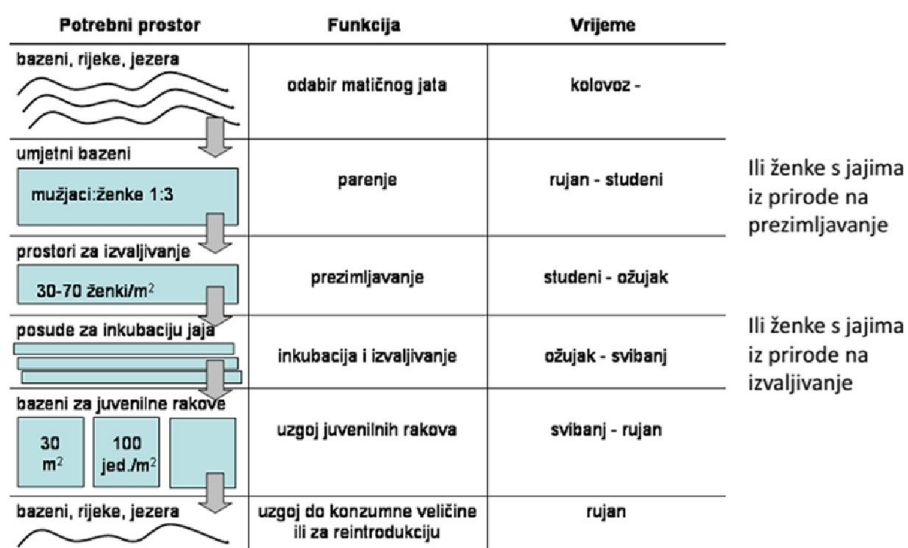 Potrebni prostor Funkcija Vrijeme
bazeni, rijeke, jezera
odabir matičnog jata kolovoz -
umjetni bazeni
mužjaci:ženke 1:3 parenje rujan - studeni
Ili ženke s jajima
iz prirode na
prezimljavanje
prostori za izvaljivanje
30-70 ženki/m² prezimljavanje studeni - ožujak
posude za inkubaciju jaja
inkubacija i izvaljivanje ožujak - svibanj
Ili ženke s jajima
iz prirode na
izvaljivanje
bazeni za juvenilne rakove
30
m²
100
jed./m²
uzgoj juvenilnih rakova svibanj - rujan
bazeni, rijeke, jezera
uzgoj do konzumne veličine
ili za reintrodukciju
rujan